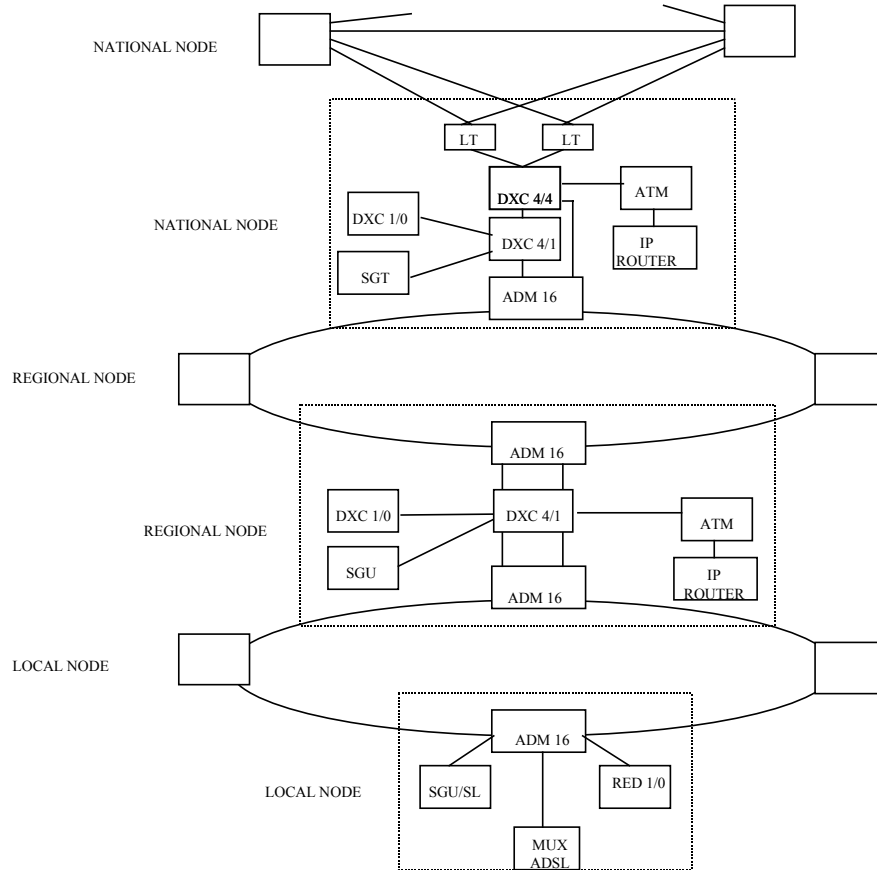 NATIONAL NODE
LT
LT
DXC 4/4
ATM
DXC 1/0
NATIONAL NODE
DXC 4/1
IP
ROUTER
SGT
ADM 16
REGIONAL NODE
ADM 16
DXC 1/0
DXC 4/1
ATM
REGIONAL NODE
SGU
IP
ROUTER
ADM 16
LOCAL NODE
ADM 16
SGU/SL
RED 1/0
LOCAL NODE
MUX
ADSL